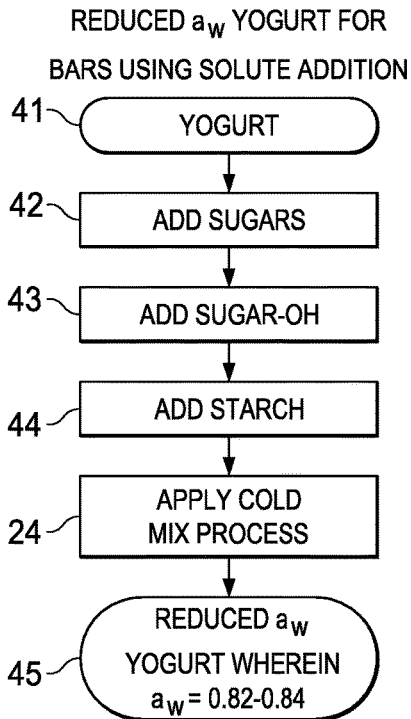 REDUCED aw YOGURT FOR
BARS USING SOLUTE ADDITION
41
YOGURT
42
ADD SUGARS
43
ADD SUGAR-OH
44
ADD STARCH
24
APPLY COLD
MIX PROCESS
45
REDUCED aw
YOGURT WHEREIN
aw = 0.82-0.84